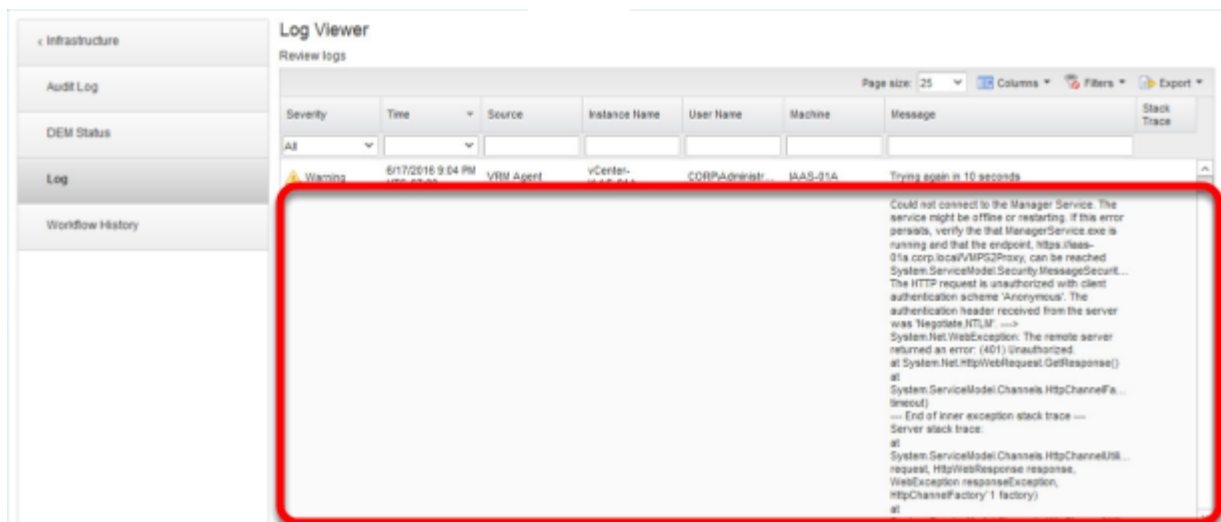 Log Viewer
Review logs
‹ Infrastructure
Audit Log
DEM Status
Log
Workflow History
Page size: 25 Columns Filters Export
Severity Time Source Instance Name User Name Machine Message Stack Trace
All
Warning 6/17/2016 9:04 PM VRM Agent vCenter- CORP\Administr... IAAS-01A Trying again in 10 seconds
Could not connect to the Manager Service. The
service might be offline or restarting. If this error
persists, verify the that ManagerService.exe is
running and that the endpoint, https://iaas-
01a.corp.local/VMPS2Proxy, can be reached
System.ServiceModel.Security.MessageSecurit...
The HTTP request is unauthorized with client
authentication scheme 'Anonymous'. The
authentication header received from the server
was 'Negotiate,NTLM'. --->
System.Net.WebException: The remote server
returned an error: (401) Unauthorized.
at System.Net.HttpWebRequest.GetResponse()
at
System.ServiceModel.Channels.HttpChannelFa...
timeout)
--- End of inner exception stack trace ---
Server stack trace:
at
System.ServiceModel.Channels.HttpChannelUtili...
request, HttpWebResponse response,
WebException responseException,
HttpChannelFactory`1 factory)
at